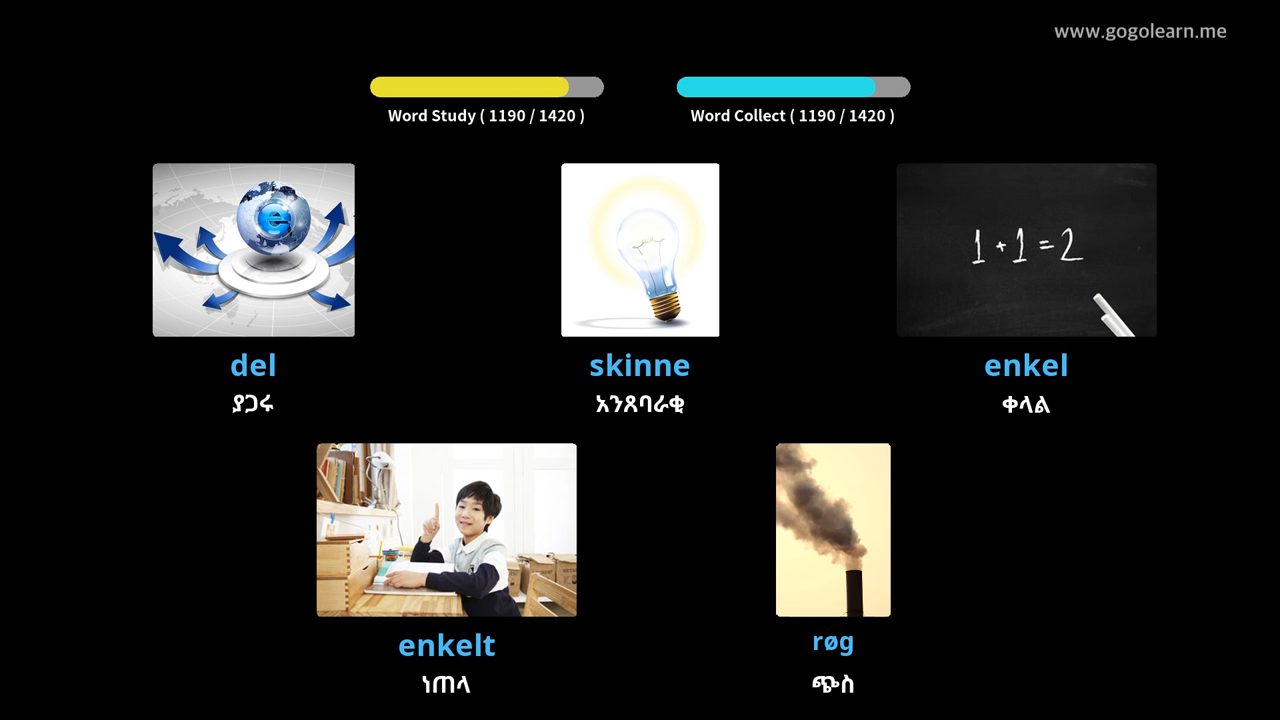 www.gogolearn.me
Word Study ( 1190 / 1420 )
Word Collect ( 1190 / 1420 )
e
del
skinne
enkel
ያጋሩ
አንጸባራቂ
ቀላል
1 + 1 = 2
enkelt
røg
ነጠላ
ጭስ